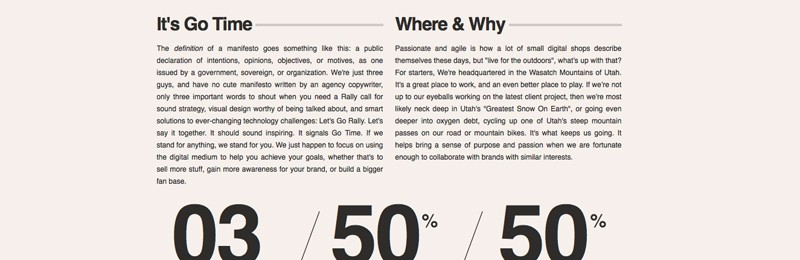 It's Go Time
The definition of a manifesto goes something like this: a public
declaration of intentions, opinions, objectives, or motives, as one
issued by a government, sovereign, or organization. We're just three
guys, and have no cute manifesto written by an agency copywriter,
only three important words to shout when you need a Rally call for
sound strategy, visual design worthy of being talked about, and smart
solutions to ever-changing technology challenges: Let's Go Rally. Let's
say it together. It should sound inspiring. It signals Go Time. If we
stand for anything, we stand for you. We just happen to focus on using
the digital medium to help you achieve your goals, whether that's to
sell more stuff, gain more awareness for your brand, or build a bigger
fan base.
Where & Why
Passionate and agile is how a lot of small digital shops describe
themselves these days, but "live for the outdoors", what's up with that?
For starters, We're headquartered in the Wasatch Mountains of Utah.
It's a great place to work, and an even better place to play. If we're not
up to our eyeballs working on the latest client project, then we're most
likely neck deep in Utah's "Greatest Snow On Earth", or going even
deeper into oxygen debt, cycling up one of Utah's steep mountain
passes on our road or mountain bikes. It's what keeps us going. It
helps bring a sense of purpose and passion when we are fortunate
enough to collaborate with brands with similar interests.
03 / 50% / 50%